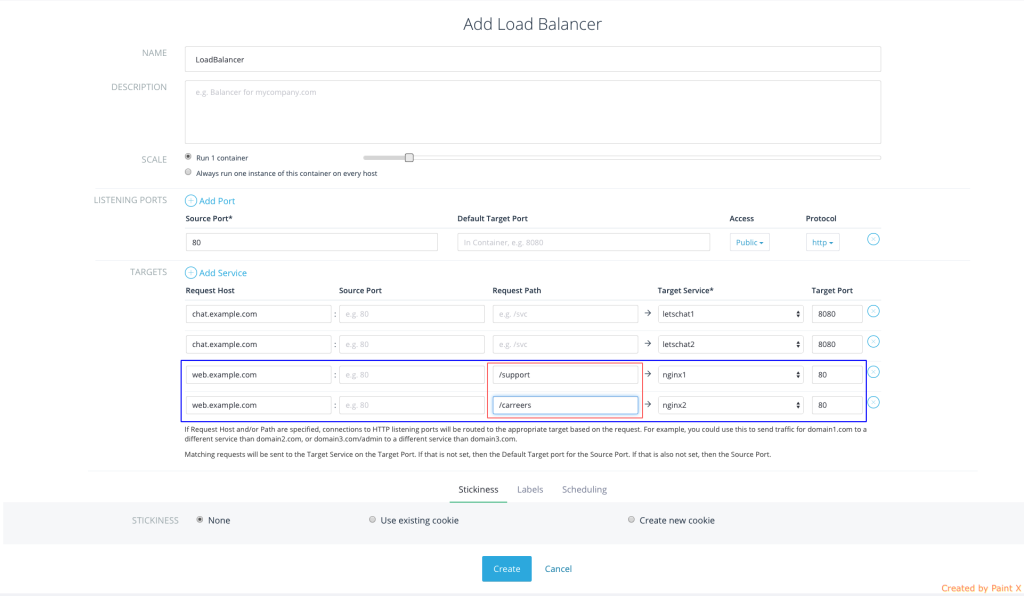 Add Load Balancer
NAME
LoadBalancer
DESCRIPTION
e.g. Balancer for mycompany.com
SCALE
Run 1 container
Always run one instance of this container on every host
LISTENING PORTS
Add Port
Source Port* Default Target Port Access Protocol
80 In Container, e.g. 8080 Public http
TARGETS
Add Service
Request Host Source Port Request Path Target Service* Target Port
chat.example.com : e.g. 80 e.g. /svc → letschat1 8080
chat.example.com : e.g. 80 e.g. /svc → letschat2 8080
web.example.com : e.g. 80 /support → nginx1 80
web.example.com : e.g. 80 /carreers → nginx2 80
If Request Host and/or Path are specified, connections to HTTP listening ports will be routed to the appropriate target based on the request. For example, you could use this to send traffic for domain1.com to a
different service than domain2.com, or domain3.com/admin to a different service than domain3.com.
Matching requests will be sent to the Target Service on the Target Port. If that is not set, then the Default Target port for the Source Port. If that is also not set, then the Source Port.
Stickiness Labels Scheduling
STICKINESS None Use existing cookie Create new cookie
Create Cancel
Created by Paint X